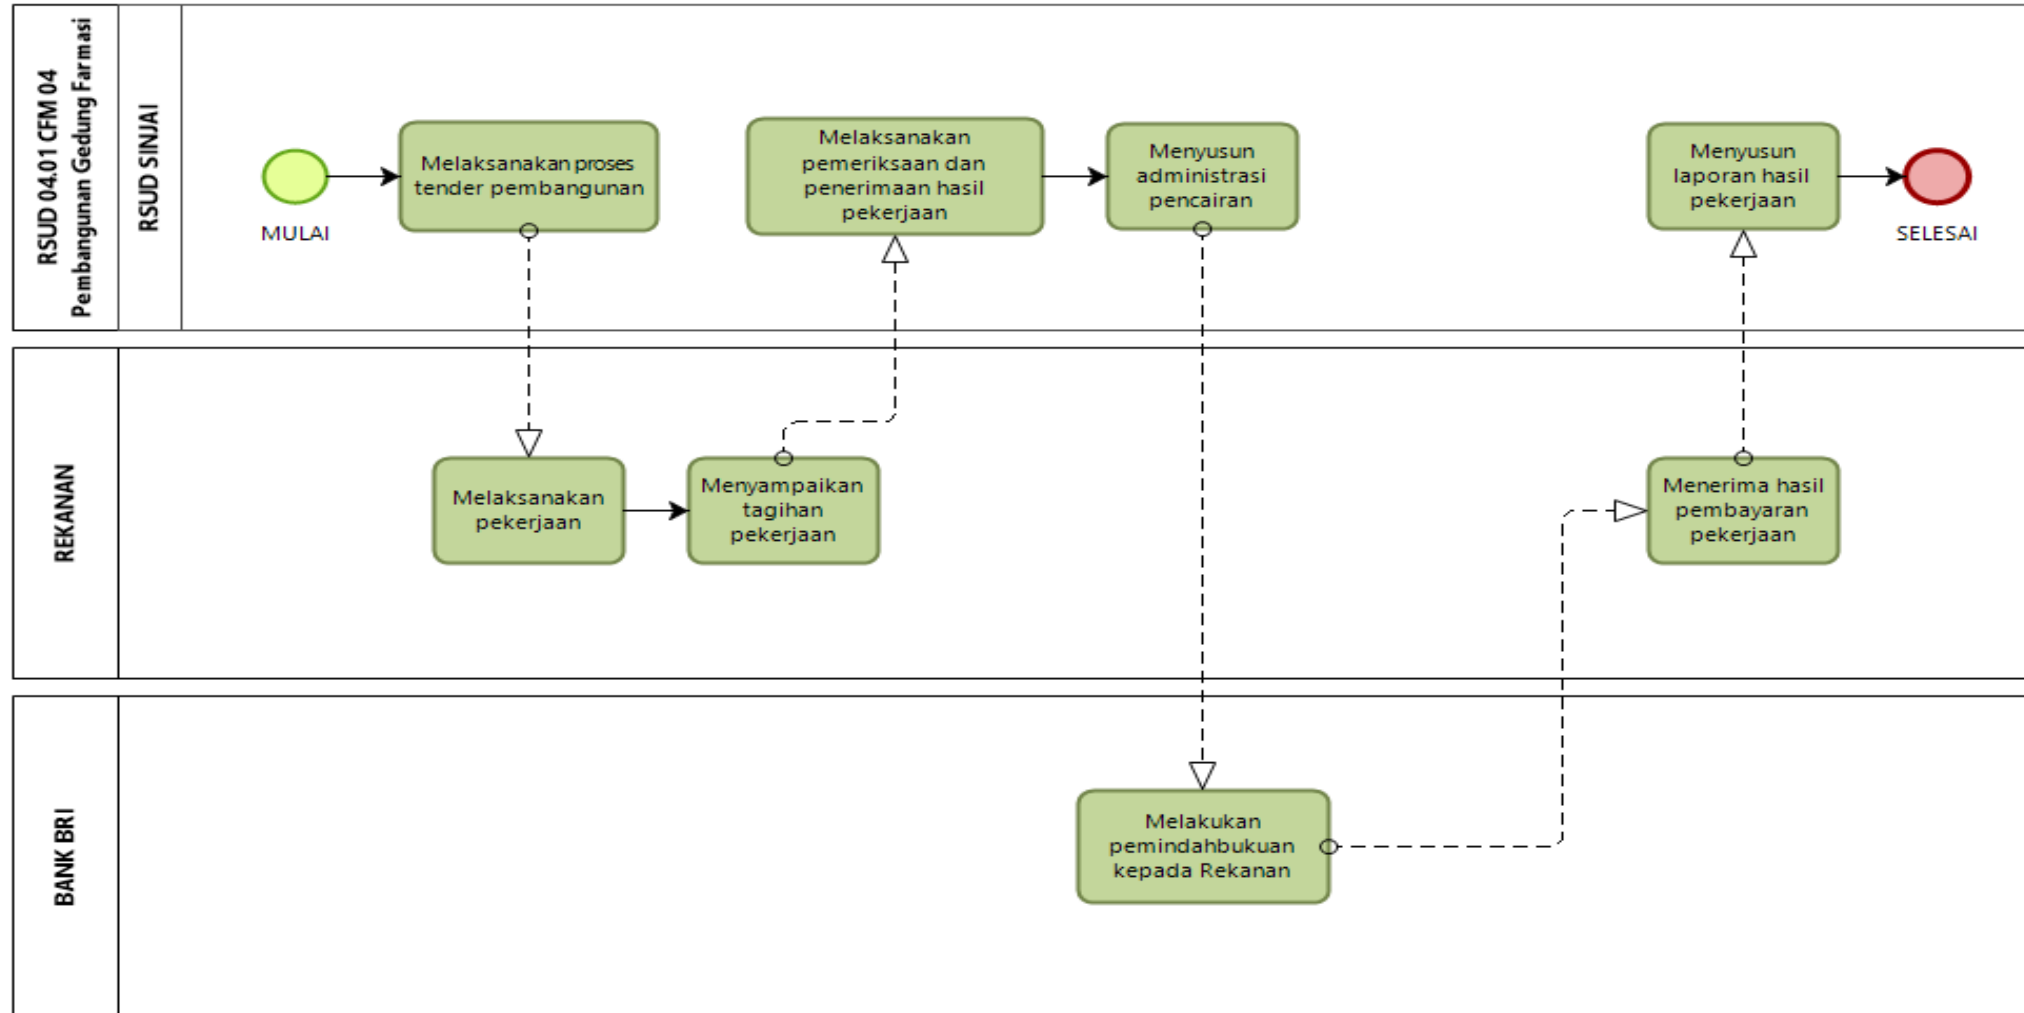 RSUD 04.01 CFM 04
Pembangunan Gedung Farmasi
RSUD SINJAI
MULAI
Melaksanakan proses
tender pembangunan
Melaksanakan
pemeriksaan dan
penerimaan hasil
pekerjaan
Menyusun
administrasi
pencairan
Menyusun
laporan hasil
pekerjaan
SELESAI
REKANAN
Melaksanakan
pekerjaan
Menyampaikan
tagihan
pekerjaan
Menerima hasil
pembayaran
pekerjaan
BANK BRI
Melakukan
pemindahbukuan
kepada Rekanan